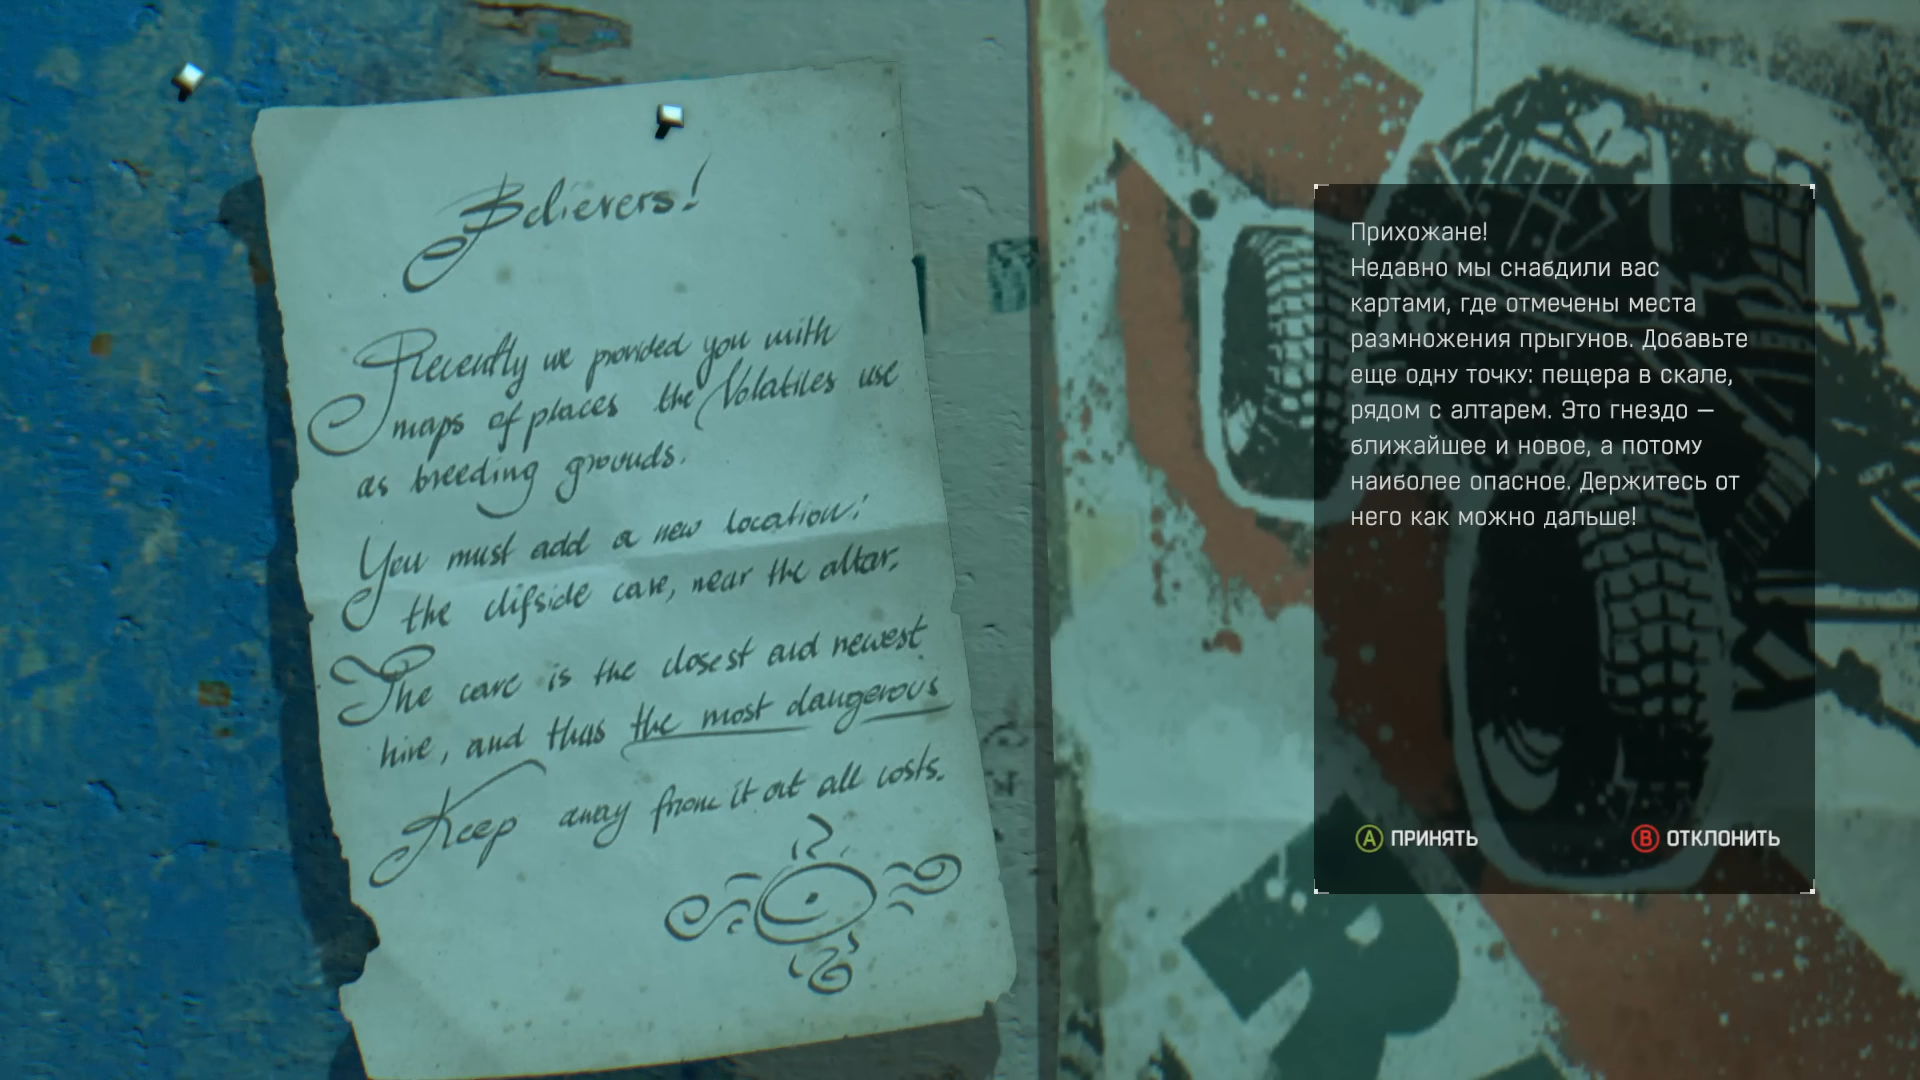 Believers!
Recently we provided you with
maps of places the Volatiles use
as breeding grounds.
You must add a new location:
the clifside cave, near the altar.
The cave is the closest and newest
hive, and thus the most dangerous
Keep away from it at all costs.
Прихожане!
Недавно мы снабдили вас
картами, где отмечены места
размножения прыгунов. Добавьте
еще одну точку: пещера в скале,
рядом с алтарем. Это гнездо —
ближайшее и новое, а потому
наиболее опасное. Держитесь от
него как можно дальше!
A ПРИНЯТЬ
B ОТКЛОНИТЬ